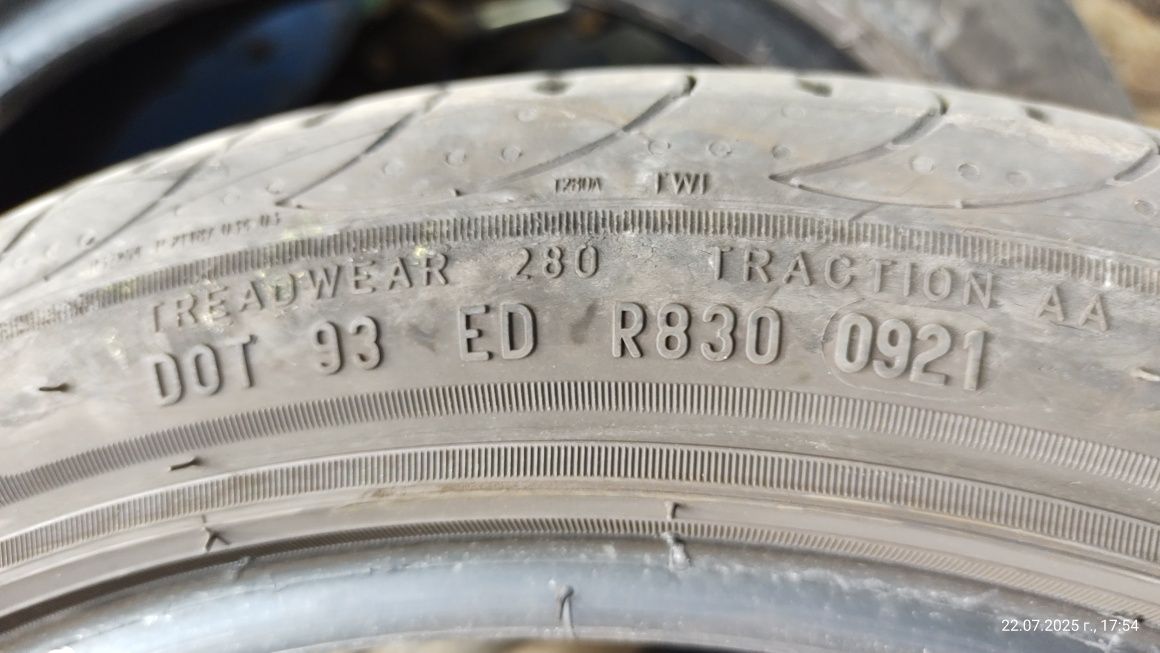 TWI
TREADWEAR 280 TRACTION AA
DOT 93 ED R830 0921
22.07.2025 г., 17:54